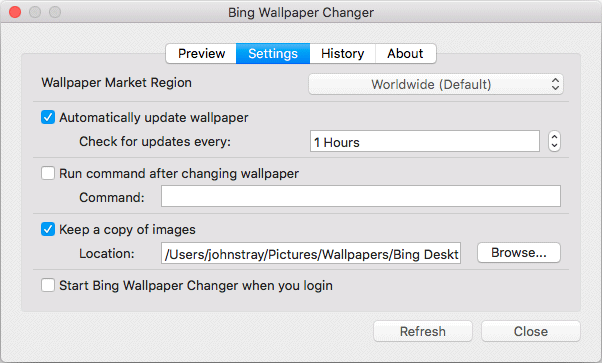 Bing Wallpaper Changer
Preview Settings History About
Wallpaper Market Region Worldwide (Default)
Automatically update wallpaper
Check for updates every: 1 Hours
Run command after changing wallpaper
Command:
Keep a copy of images
Location: /Users/johnstray/Pictures/Wallpapers/Bing Deskt Browse...
Start Bing Wallpaper Changer when you login
Refresh Close